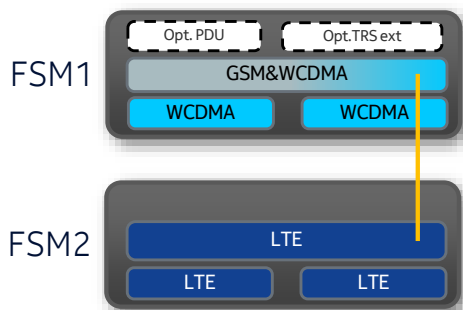 Opt. PDU
Opt.TRS ext
FSM1
GSM&WCDMA
WCDMA
WCDMA
FSM2
LTE
LTE
LTE